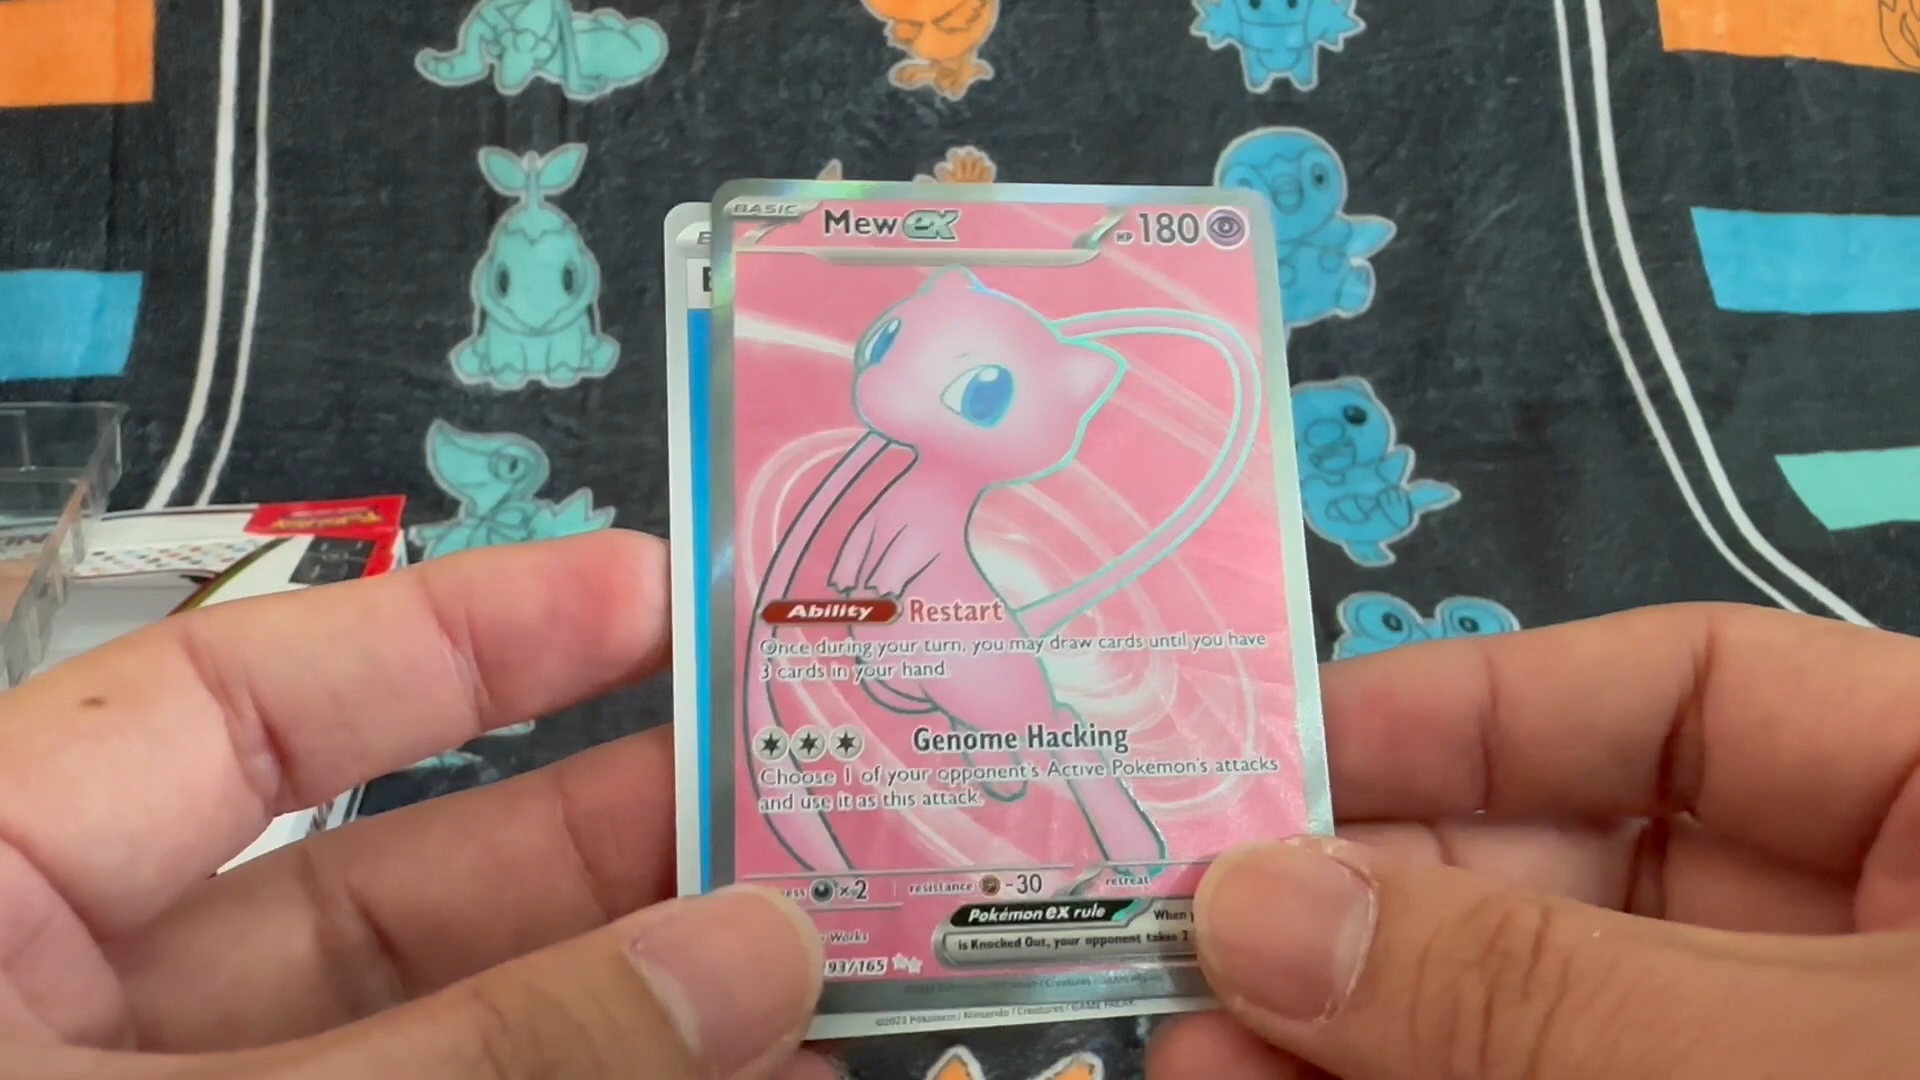 BASIC
Mew ex
HP 180
Ability Restart
Once during your turn, you may draw cards until you have
3 cards in your hand.
Genome Hacking
Choose 1 of your opponent's Active Pokémon's attacks
and use it as this attack.
×2
resistance -30
retreat
Pokémon ex rule
When
is Knocked Out, your opponent takes 2
Works
93/165
©2023 Pokémon / Nintendo / Creatures / GAME FREAK